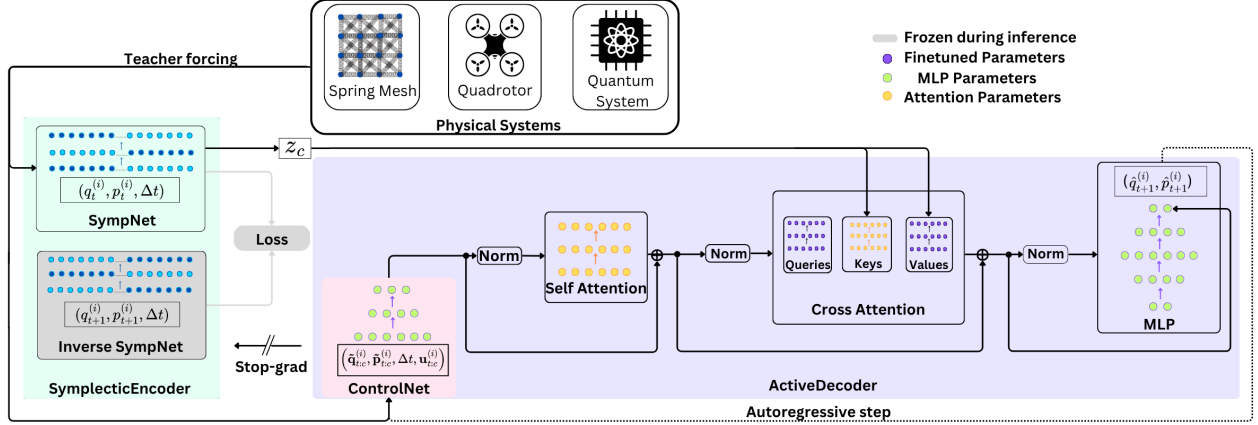 Teacher forcing
Spring Mesh
Quadrotor
Quantum
System
Physical Systems
Frozen during inference
Finetuned Parameters
MLP Parameters
Attention Parameters
(q_t^{(i)}, p_t^{(i)}, Δt)
SympNet
z_c
Loss
(q_{t+1}^{(i)}, p_{t+1}^{(i)}, Δt)
Inverse SympNet
SymplecticEncoder
Stop-grad
(q̃_{t:c}^{(i)}, p̃_{t:c}^{(i)}, Δt, u_{t:c}^{(i)})
ControlNet
Norm
Self Attention
Norm
Queries
Keys
Values
Cross Attention
Norm
(q̂_{t+1}^{(i)}, p̂_{t+1}^{(i)})
MLP
ActiveDecoder
Autoregressive step